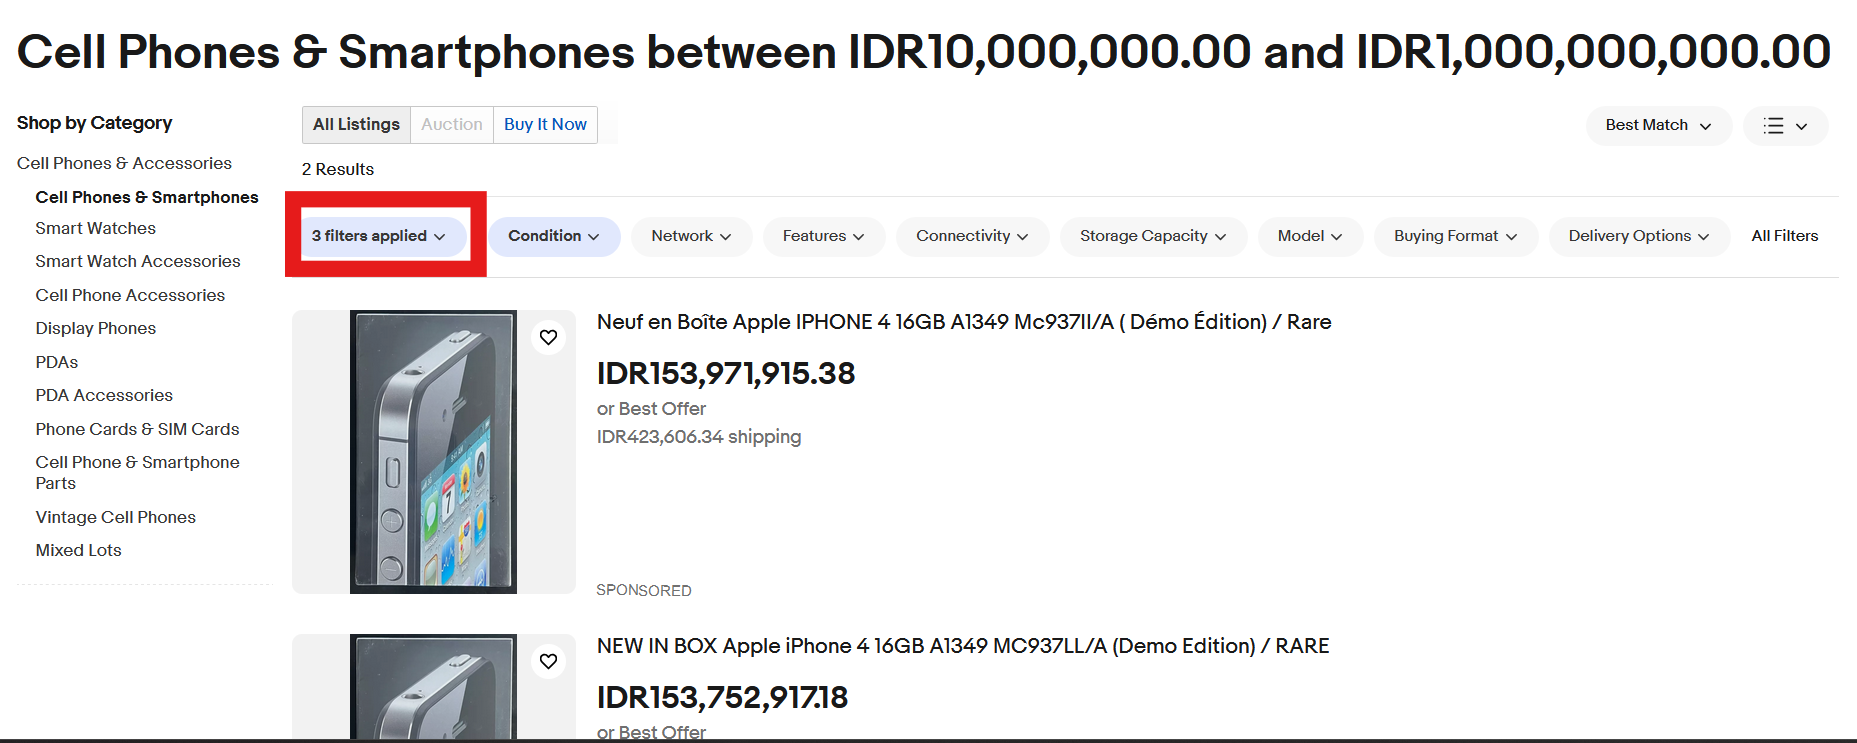 Cell Phones & Smartphones between IDR10,000,000.00 and IDR1,000,000,000.00
Shop by Category
Cell Phones & Accessories
Cell Phones & Smartphones
Smart Watches
Smart Watch Accessories
Cell Phone Accessories
Display Phones
PDAs
PDA Accessories
Phone Cards & SIM Cards
Cell Phone & Smartphone
Parts
Vintage Cell Phones
Mixed Lots
All Listings Auction Buy It Now
Best Match
2 Results
3 filters applied Condition Network Features Connectivity Storage Capacity Model Buying Format Delivery Options All Filters
Neuf en Boîte Apple IPHONE 4 16GB A1349 Mc937II/A ( Démo Édition) / Rare
IDR153,971,915.38
or Best Offer
IDR423,606.34 shipping
SPONSORED
NEW IN BOX Apple iPhone 4 16GB A1349 MC937LL/A (Demo Edition) / RARE
IDR153,752,917.18
or Best Offer